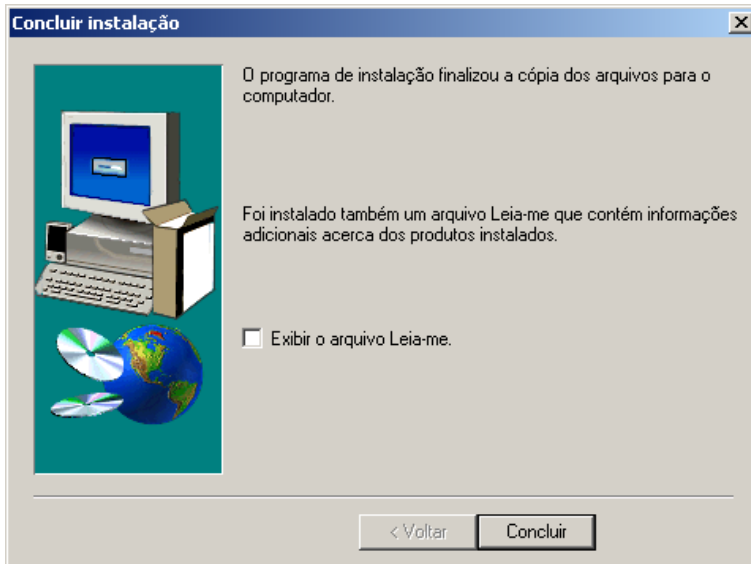 Concluir instalação
O programa de instalação finalizou a cópia dos arquivos para o
computador.
Foi instalado também um arquivo Leia-me que contém informações
adicionais acerca dos produtos instalados.
Exibir o arquivo Leia-me.
< Voltar
Concluir